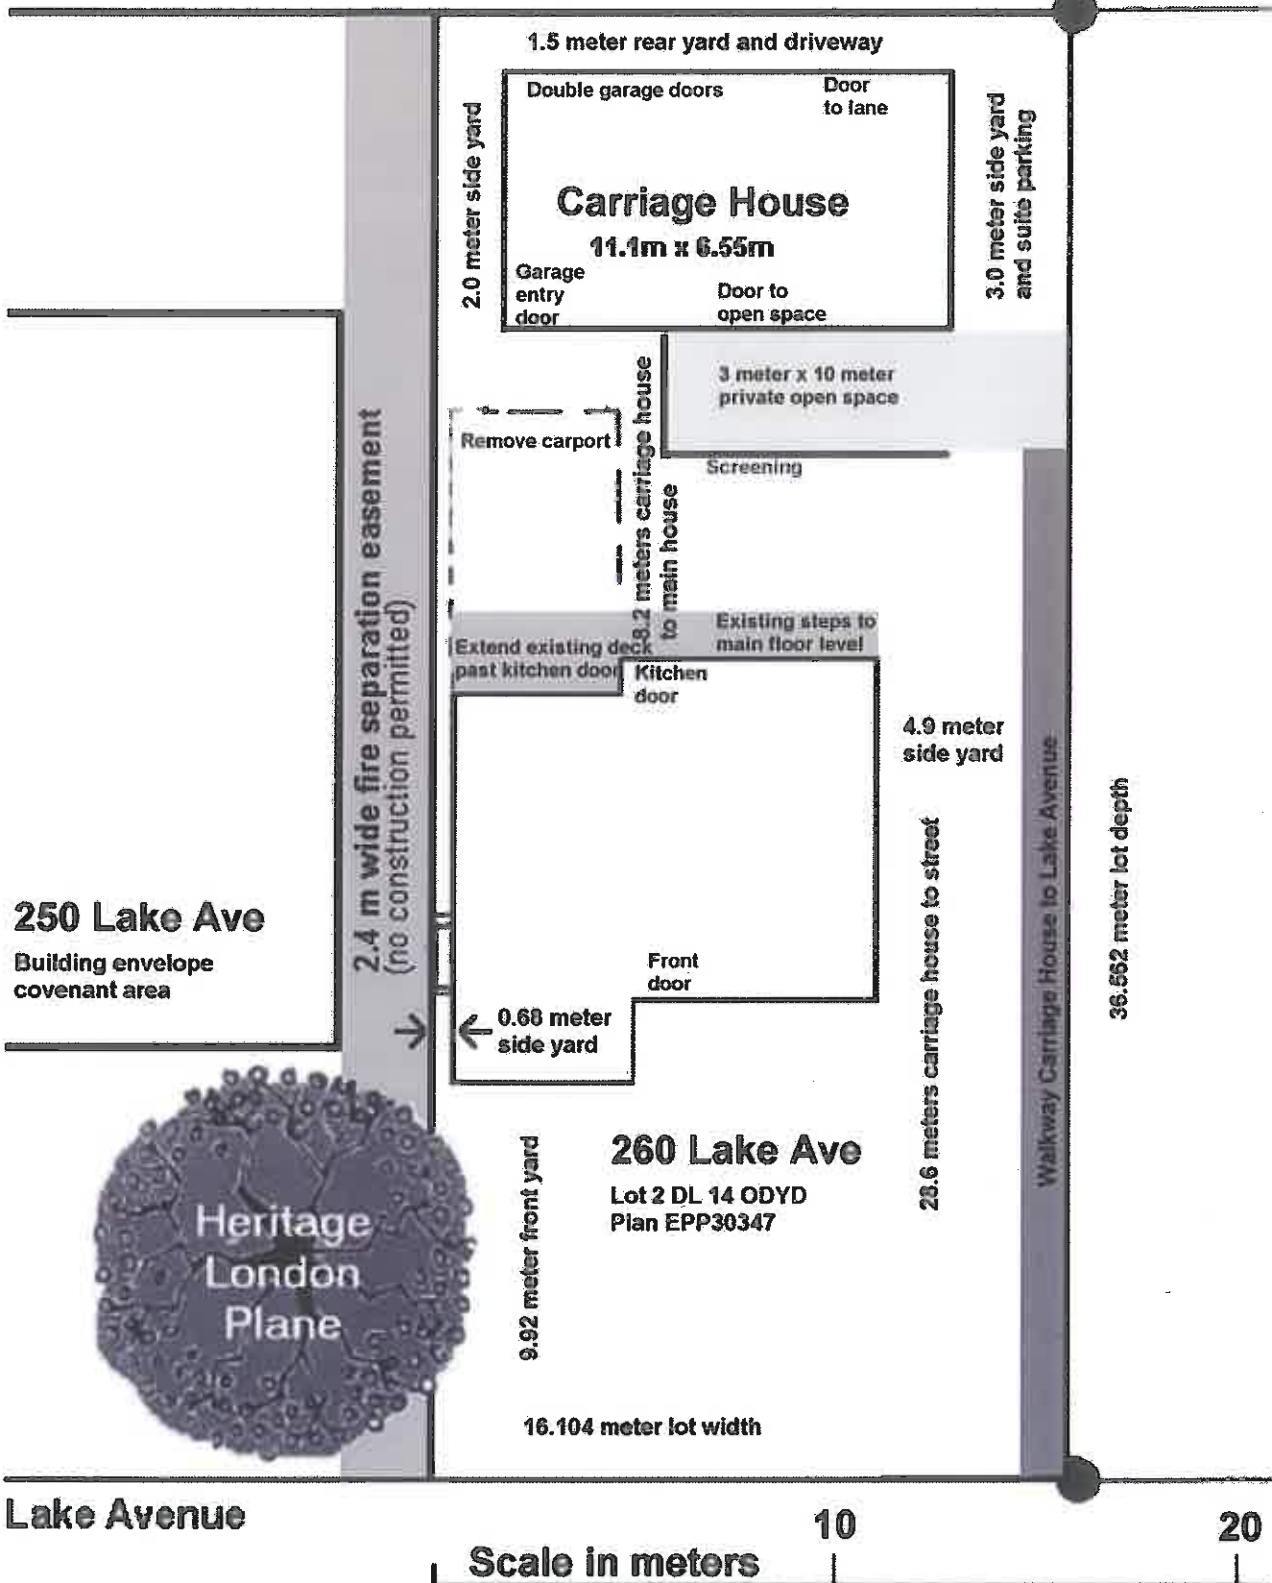 1.5 meter rear yard and driveway
Double garage doors
Door
to lane
2.0 meter side yard
3.0 meter side yard
and suite parking
Carriage House
11.1m x 6.55m
Garage
entry
door
Door to
open space
3 meter x 10 meter
private open space
Remove carport
Screening
8.2 meters carriage house
to main house
2.4 m wide fire separation easement
(no construction permitted)
Existing steps to
main floor level
Extend existing deck
past kitchen door
Kitchen
door
4.9 meter
side yard
28.6 meters carriage house to street
Walkway Carriage House to Lake Avenue
36.562 meter lot depth
250 Lake Ave
Building envelope
covenant area
Front
door
0.68 meter
side yard
Heritage
London
Plane
9.92 meter front yard
260 Lake Ave
Lot 2 DL 14 ODYD
Plan EPP30347
16.104 meter lot width
Lake Avenue
10
20
Scale in meters